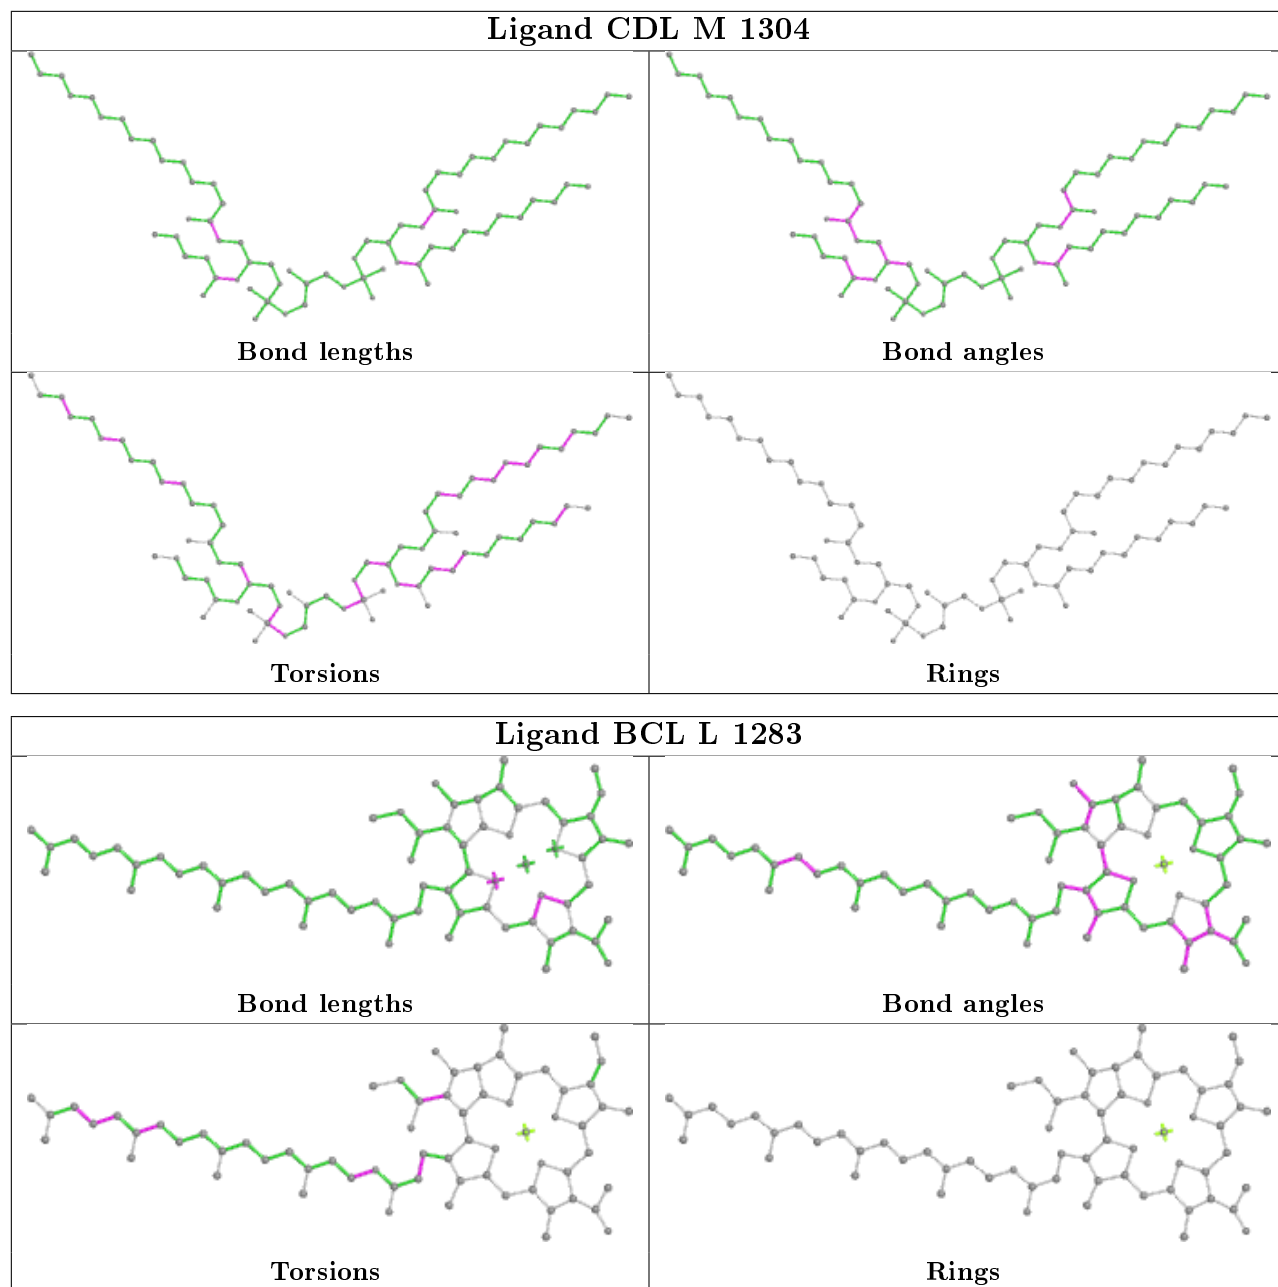 Ligand CDL M 1304
Bond lengths
Bond angles
Torsions
Rings
Ligand BCL L 1283
Bond lengths
Bond angles
Torsions
Rings